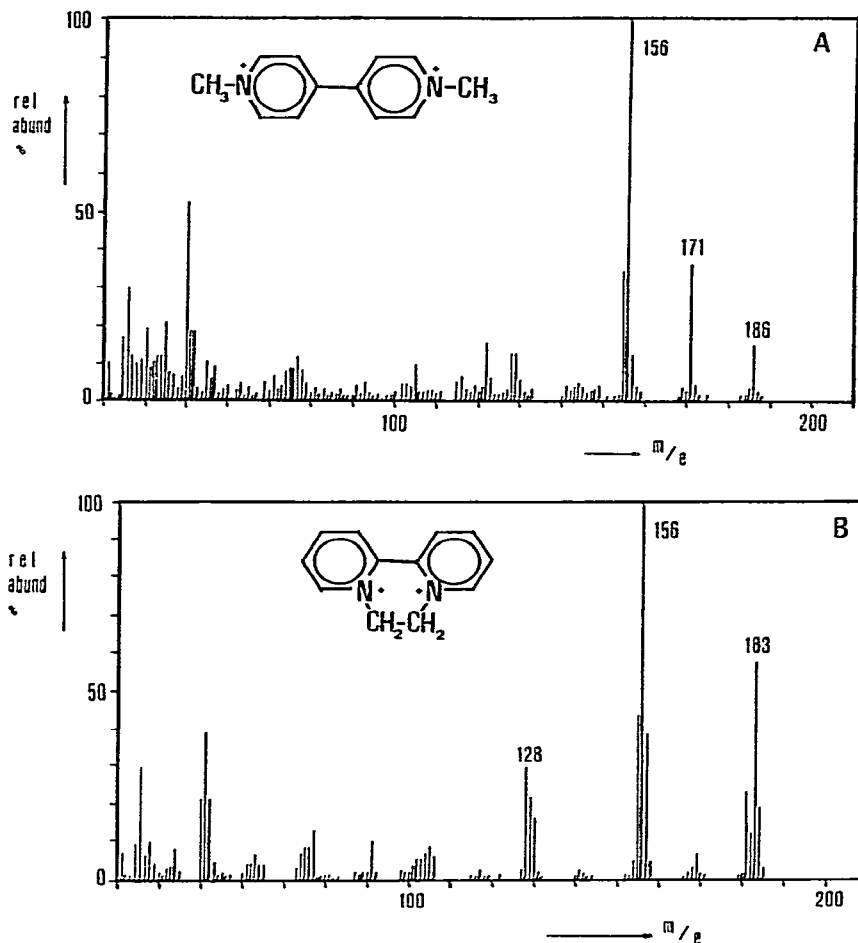 100
A
156
CH3-N+
N+-CH3
rel
abund
%
50
171
186
0
100
200
m/e
100
B
156
rel
abund
%
N+ +N
CH2-CH2
183
50
128
0
100
200
m/e